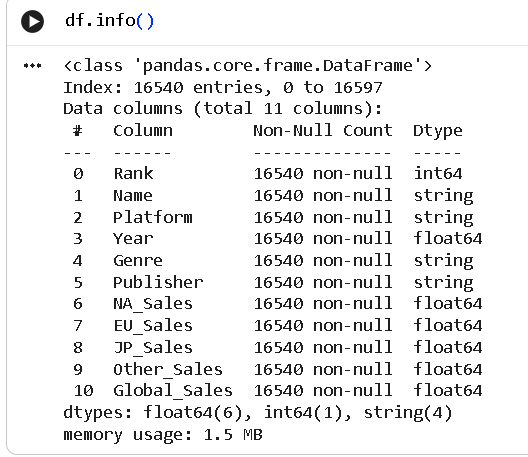 df.info()
<class 'pandas.core.frame.DataFrame'>
Index: 16540 entries, 0 to 16597
Data columns (total 11 columns):
 #   Column        Non-Null Count  Dtype
---  ------        --------------  -----
 0   Rank          16540 non-null  int64
 1   Name          16540 non-null  string
 2   Platform      16540 non-null  string
 3   Year          16540 non-null  float64
 4   Genre         16540 non-null  string
 5   Publisher     16540 non-null  string
 6   NA_Sales      16540 non-null  float64
 7   EU_Sales      16540 non-null  float64
 8   JP_Sales      16540 non-null  float64
 9   Other_Sales   16540 non-null  float64
 10  Global_Sales  16540 non-null  float64
dtypes: float64(6), int64(1), string(4)
memory usage: 1.5 MB